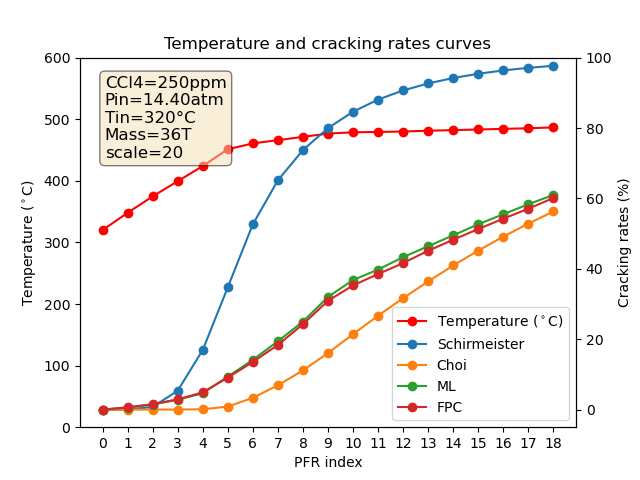 Temperature and cracking rates curves
CCl4=250ppm
Pin=14.40atm
Tin=320°C
Mass=36T
scale=20
600
500
400
300
200
100
0
Temperature (°C)
100
80
60
40
20
0
Cracking rates (%)
Temperature (°C)
Schirmeister
Choi
ML
FPC
0 1 2 3 4 5 6 7 8 9 10 11 12 13 14 15 16 17 18
PFR index